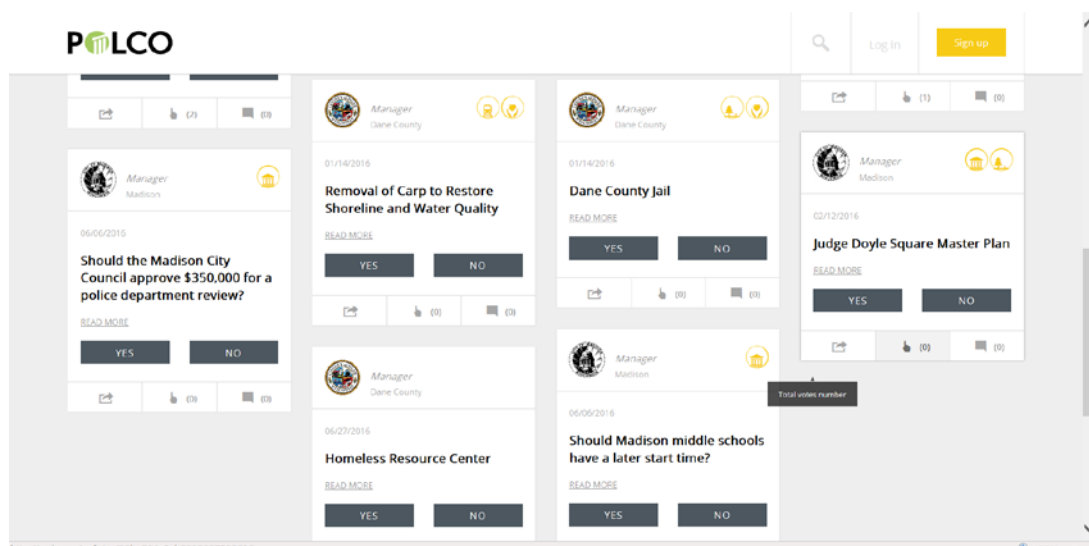 POLCO
Log in
Sign up
(2)
(0)
Manager
Madison
06/06/2016
Should the Madison City
Council approve $350,000 for a
police department review?
READ MORE
YES
NO
(0)
(0)
Manager
Dane County
01/14/2016
Removal of Carp to Restore
Shoreline and Water Quality
READ MORE
YES
NO
(0)
(0)
Manager
Dane County
06/27/2016
Homeless Resource Center
READ MORE
YES
NO
Manager
Dane County
01/14/2016
Dane County Jail
READ MORE
YES
NO
(0)
(0)
Manager
Madison
06/06/2016
Should Madison middle schools
have a later start time?
READ MORE
YES
NO
(1)
(0)
Manager
Madison
02/12/2016
Judge Doyle Square Master Plan
READ MORE
YES
NO
(0)
(0)
Total votes number